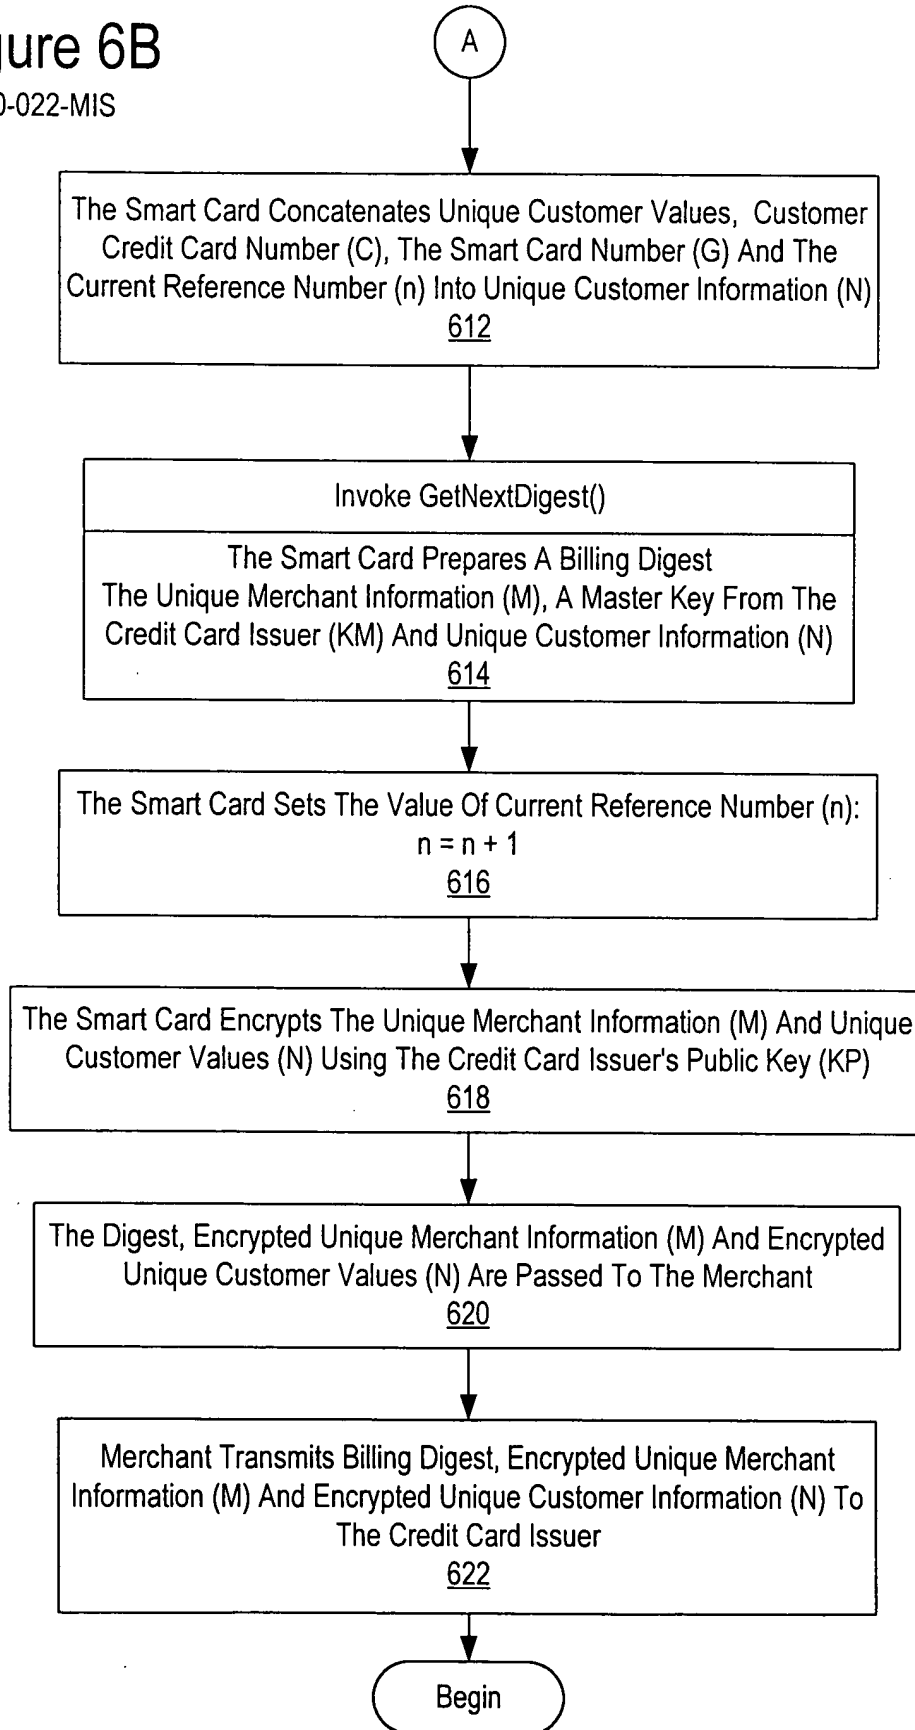 ure 6B
0-022-MIS
A
The Smart Card Concatenates Unique Customer Values, Customer
Credit Card Number (C), The Smart Card Number (G) And The
Current Reference Number (n) Into Unique Customer Information (N)
612
Invoke GetNextDigest()
The Smart Card Prepares A Billing Digest
The Unique Merchant Information (M), A Master Key From The
Credit Card Issuer (KM) And Unique Customer Information (N)
614
The Smart Card Sets The Value Of Current Reference Number (n):
n = n + 1
616
The Smart Card Encrypts The Unique Merchant Information (M) And Unique
Customer Values (N) Using The Credit Card Issuer's Public Key (KP)
618
The Digest, Encrypted Unique Merchant Information (M) And Encrypted
Unique Customer Values (N) Are Passed To The Merchant
620
Merchant Transmits Billing Digest, Encrypted Unique Merchant
Information (M) And Encrypted Unique Customer Information (N) To
The Credit Card Issuer
622
Begin